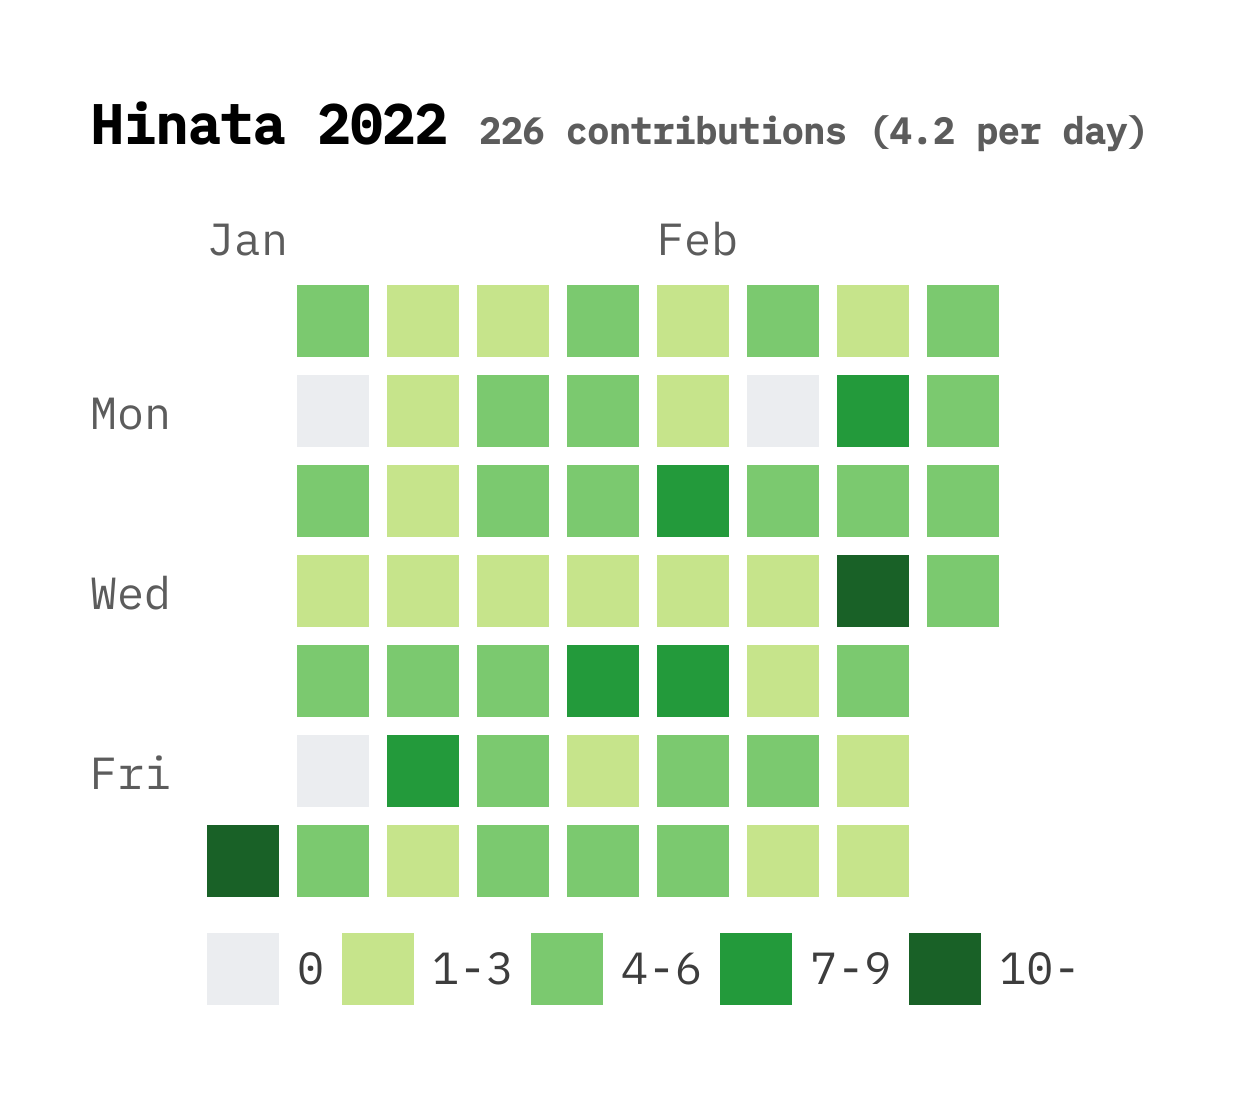 Hinata 2022 226 contributions (4.2 per day)
Jan Feb
Mon
Wed
Fri
0 1-3 4-6 7-9 10-